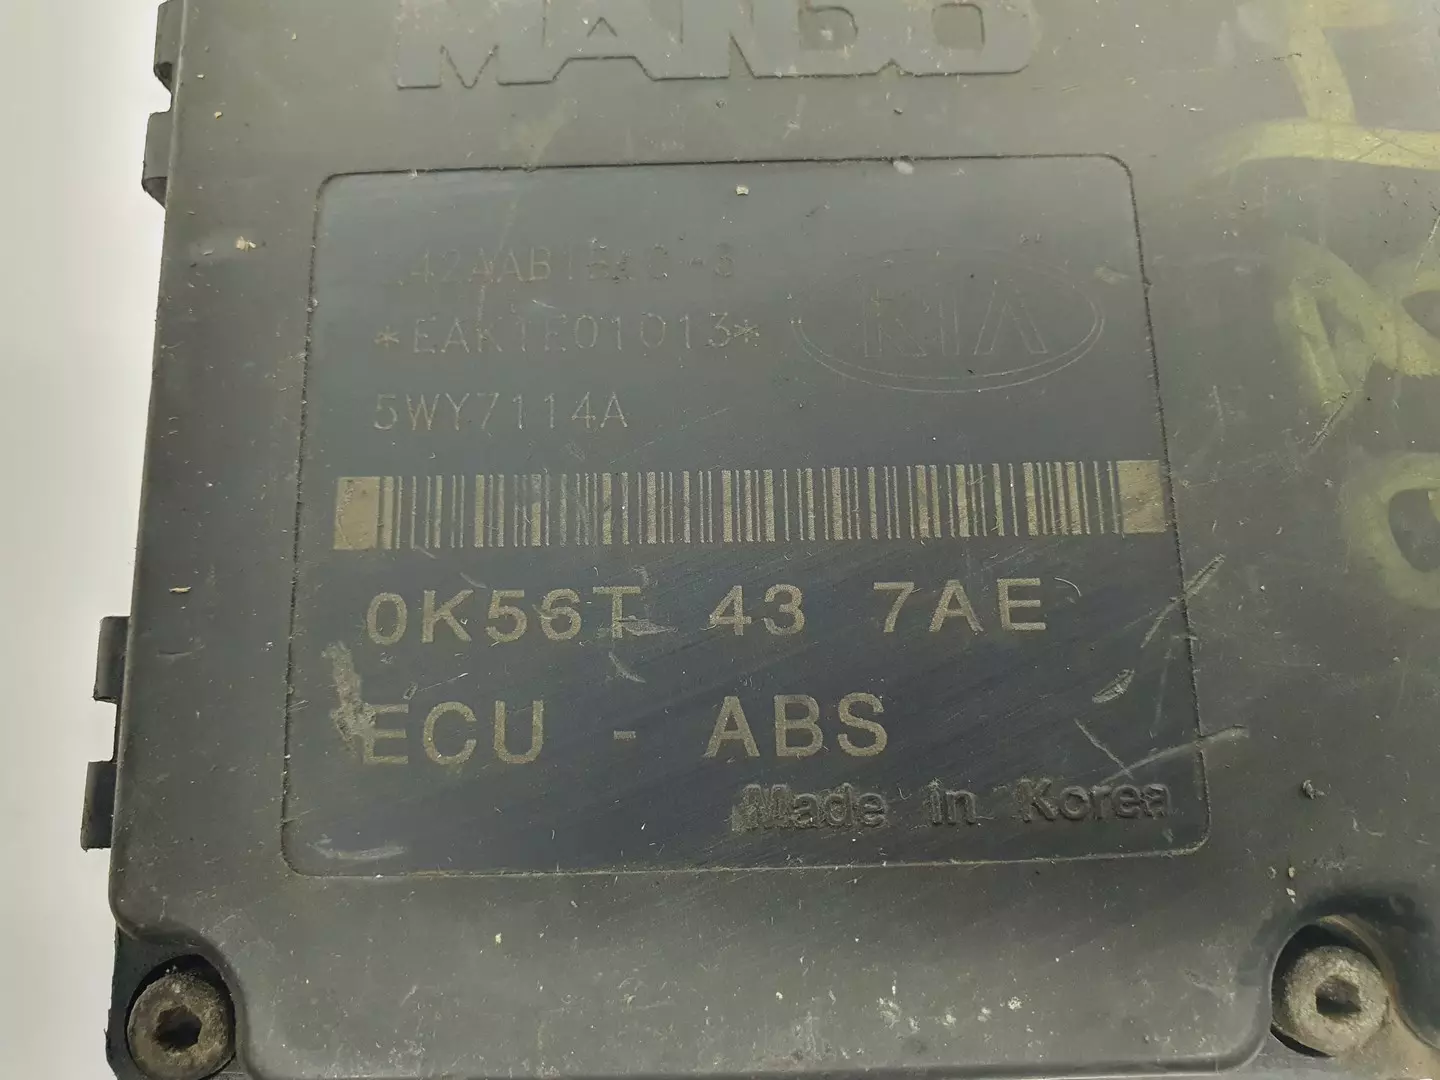 MANDO
*EAK1E01013*
KIA
5WY7114A
0K56T 43 7AE
ECU - ABS
Made in Korea